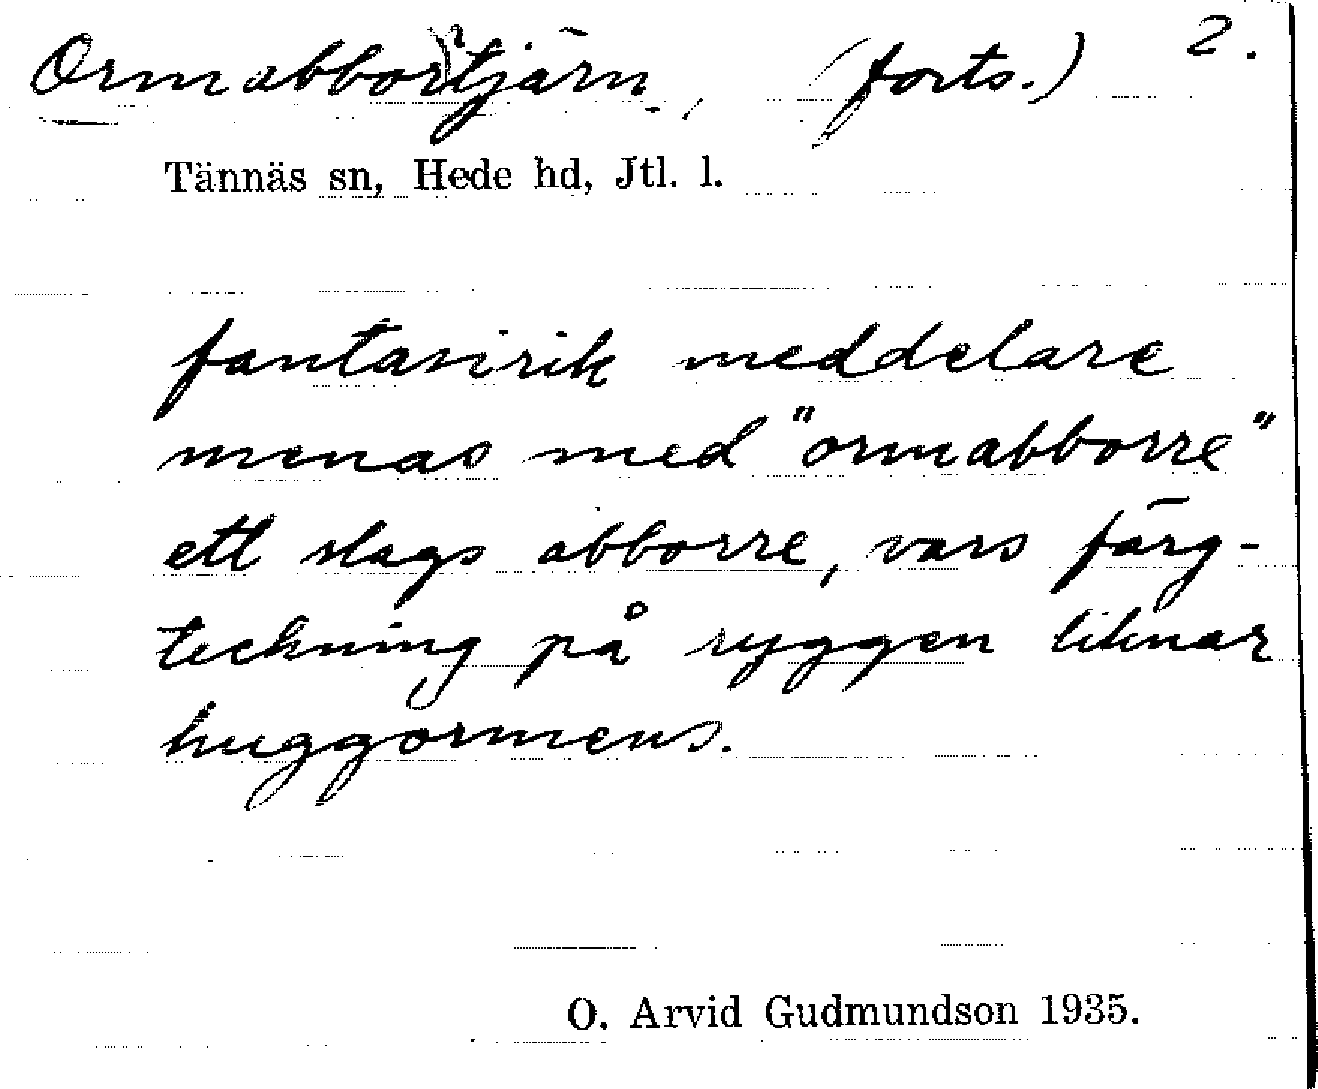 Ormabbortjärn, (forts.) 2.
Tännäs sn, Hede hd, Jtl. l.
fantasirik meddelare
menas med "ormabborre"
ett slags abborre, vars färg-
teckning på ryggen liknar
huggormens.
O. Arvid Gudmundson 1935.